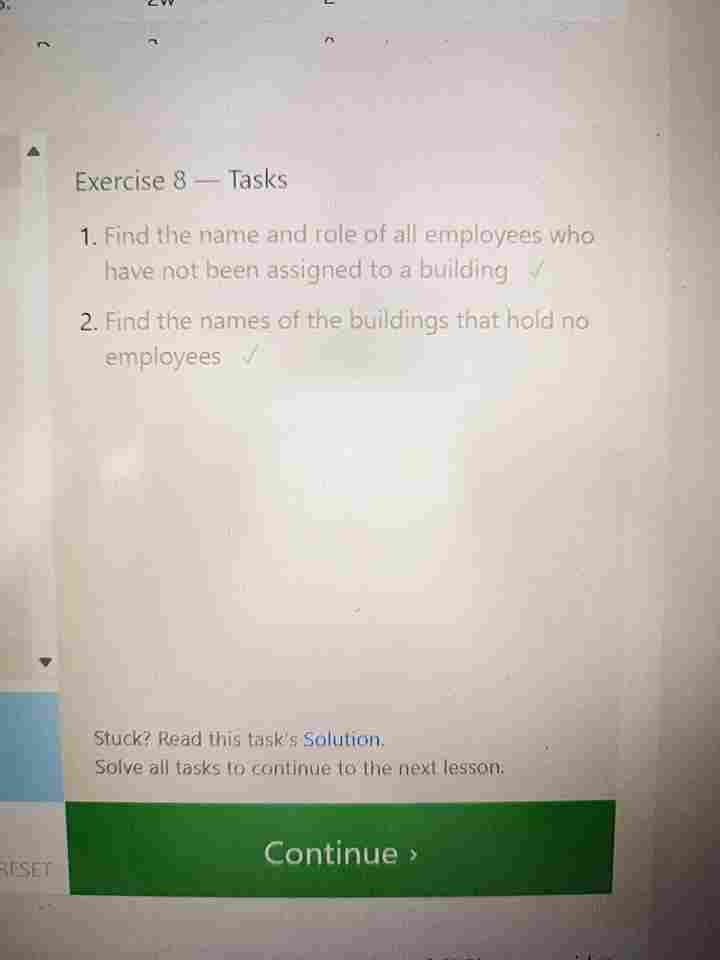 Exercise 8 — Tasks
1. Find the name and role of all employees who
have not been assigned to a building ✓
2. Find the names of the buildings that hold no
employees ✓
Stuck? Read this task's Solution.
Solve all tasks to continue to the next lesson.
Continue ›
RESET